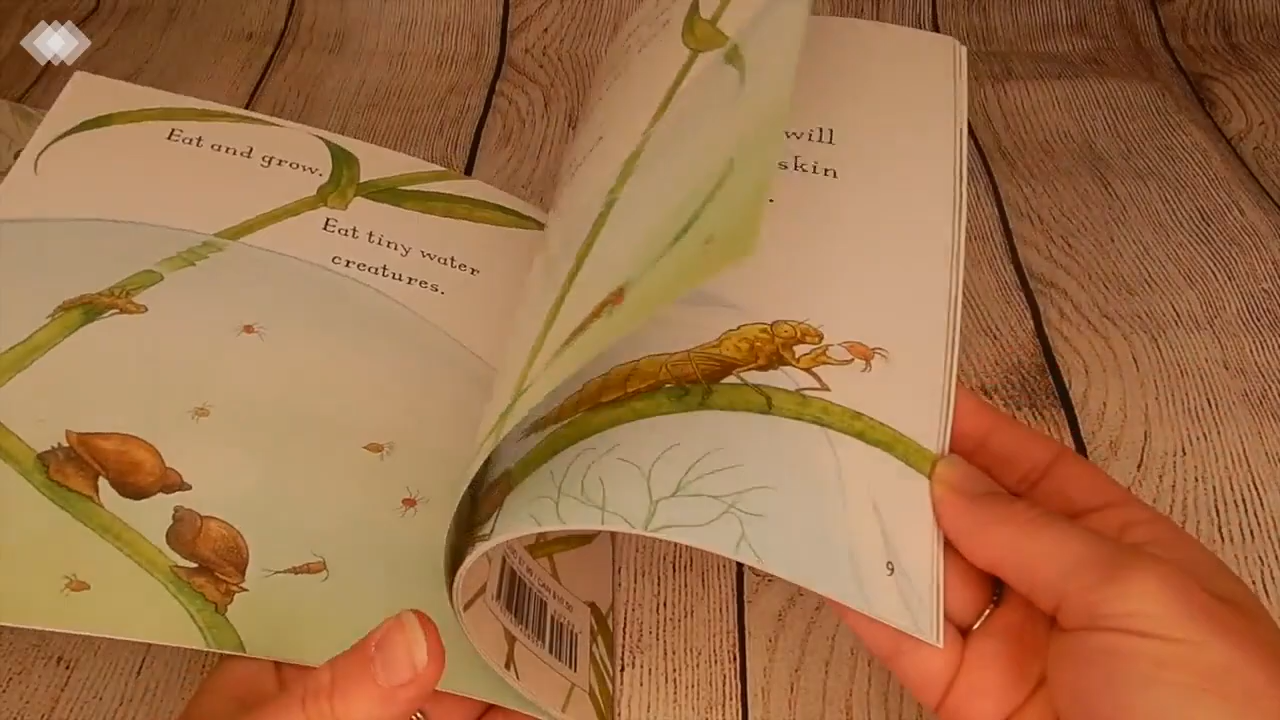 Eat and grow.
Eat tiny water
creatures.
will
skin
.
9